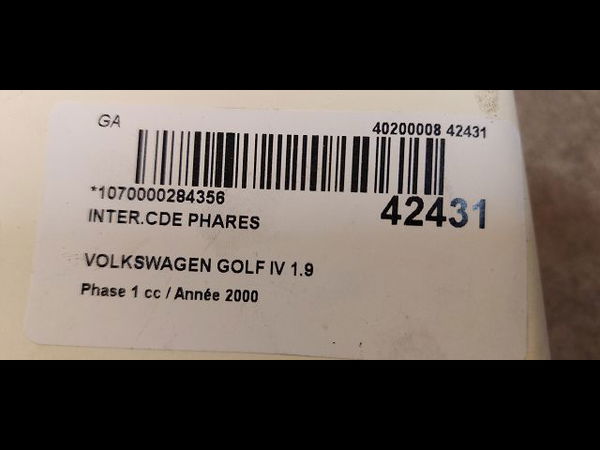 GA
40200008 42431
*1070000284356
42431
INTER.CDE PHARES
VOLKSWAGEN GOLF IV 1.9
Phase 1 cc / Année 2000